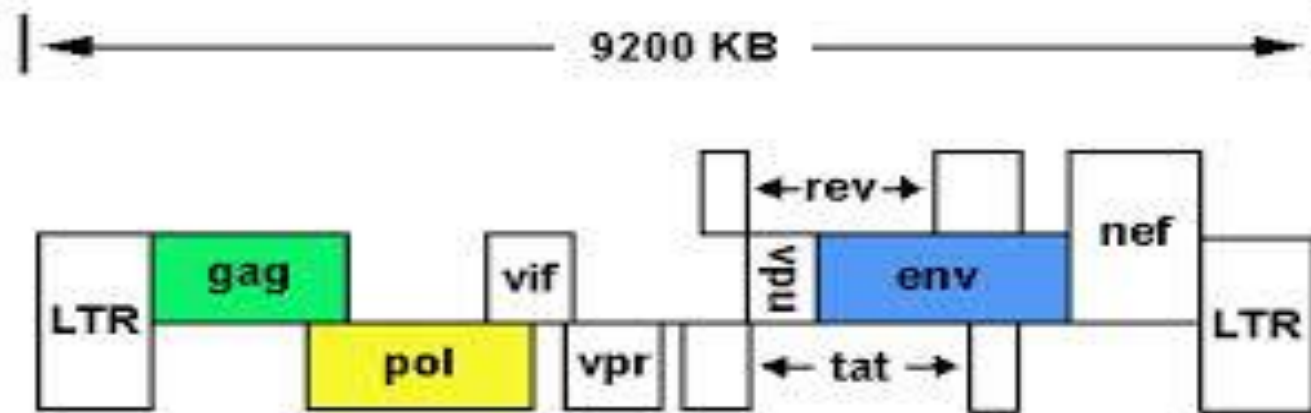 9200 KB
rev
nef
gag
vif
vpu
env
LTR
LTR
pol
vpr
tat